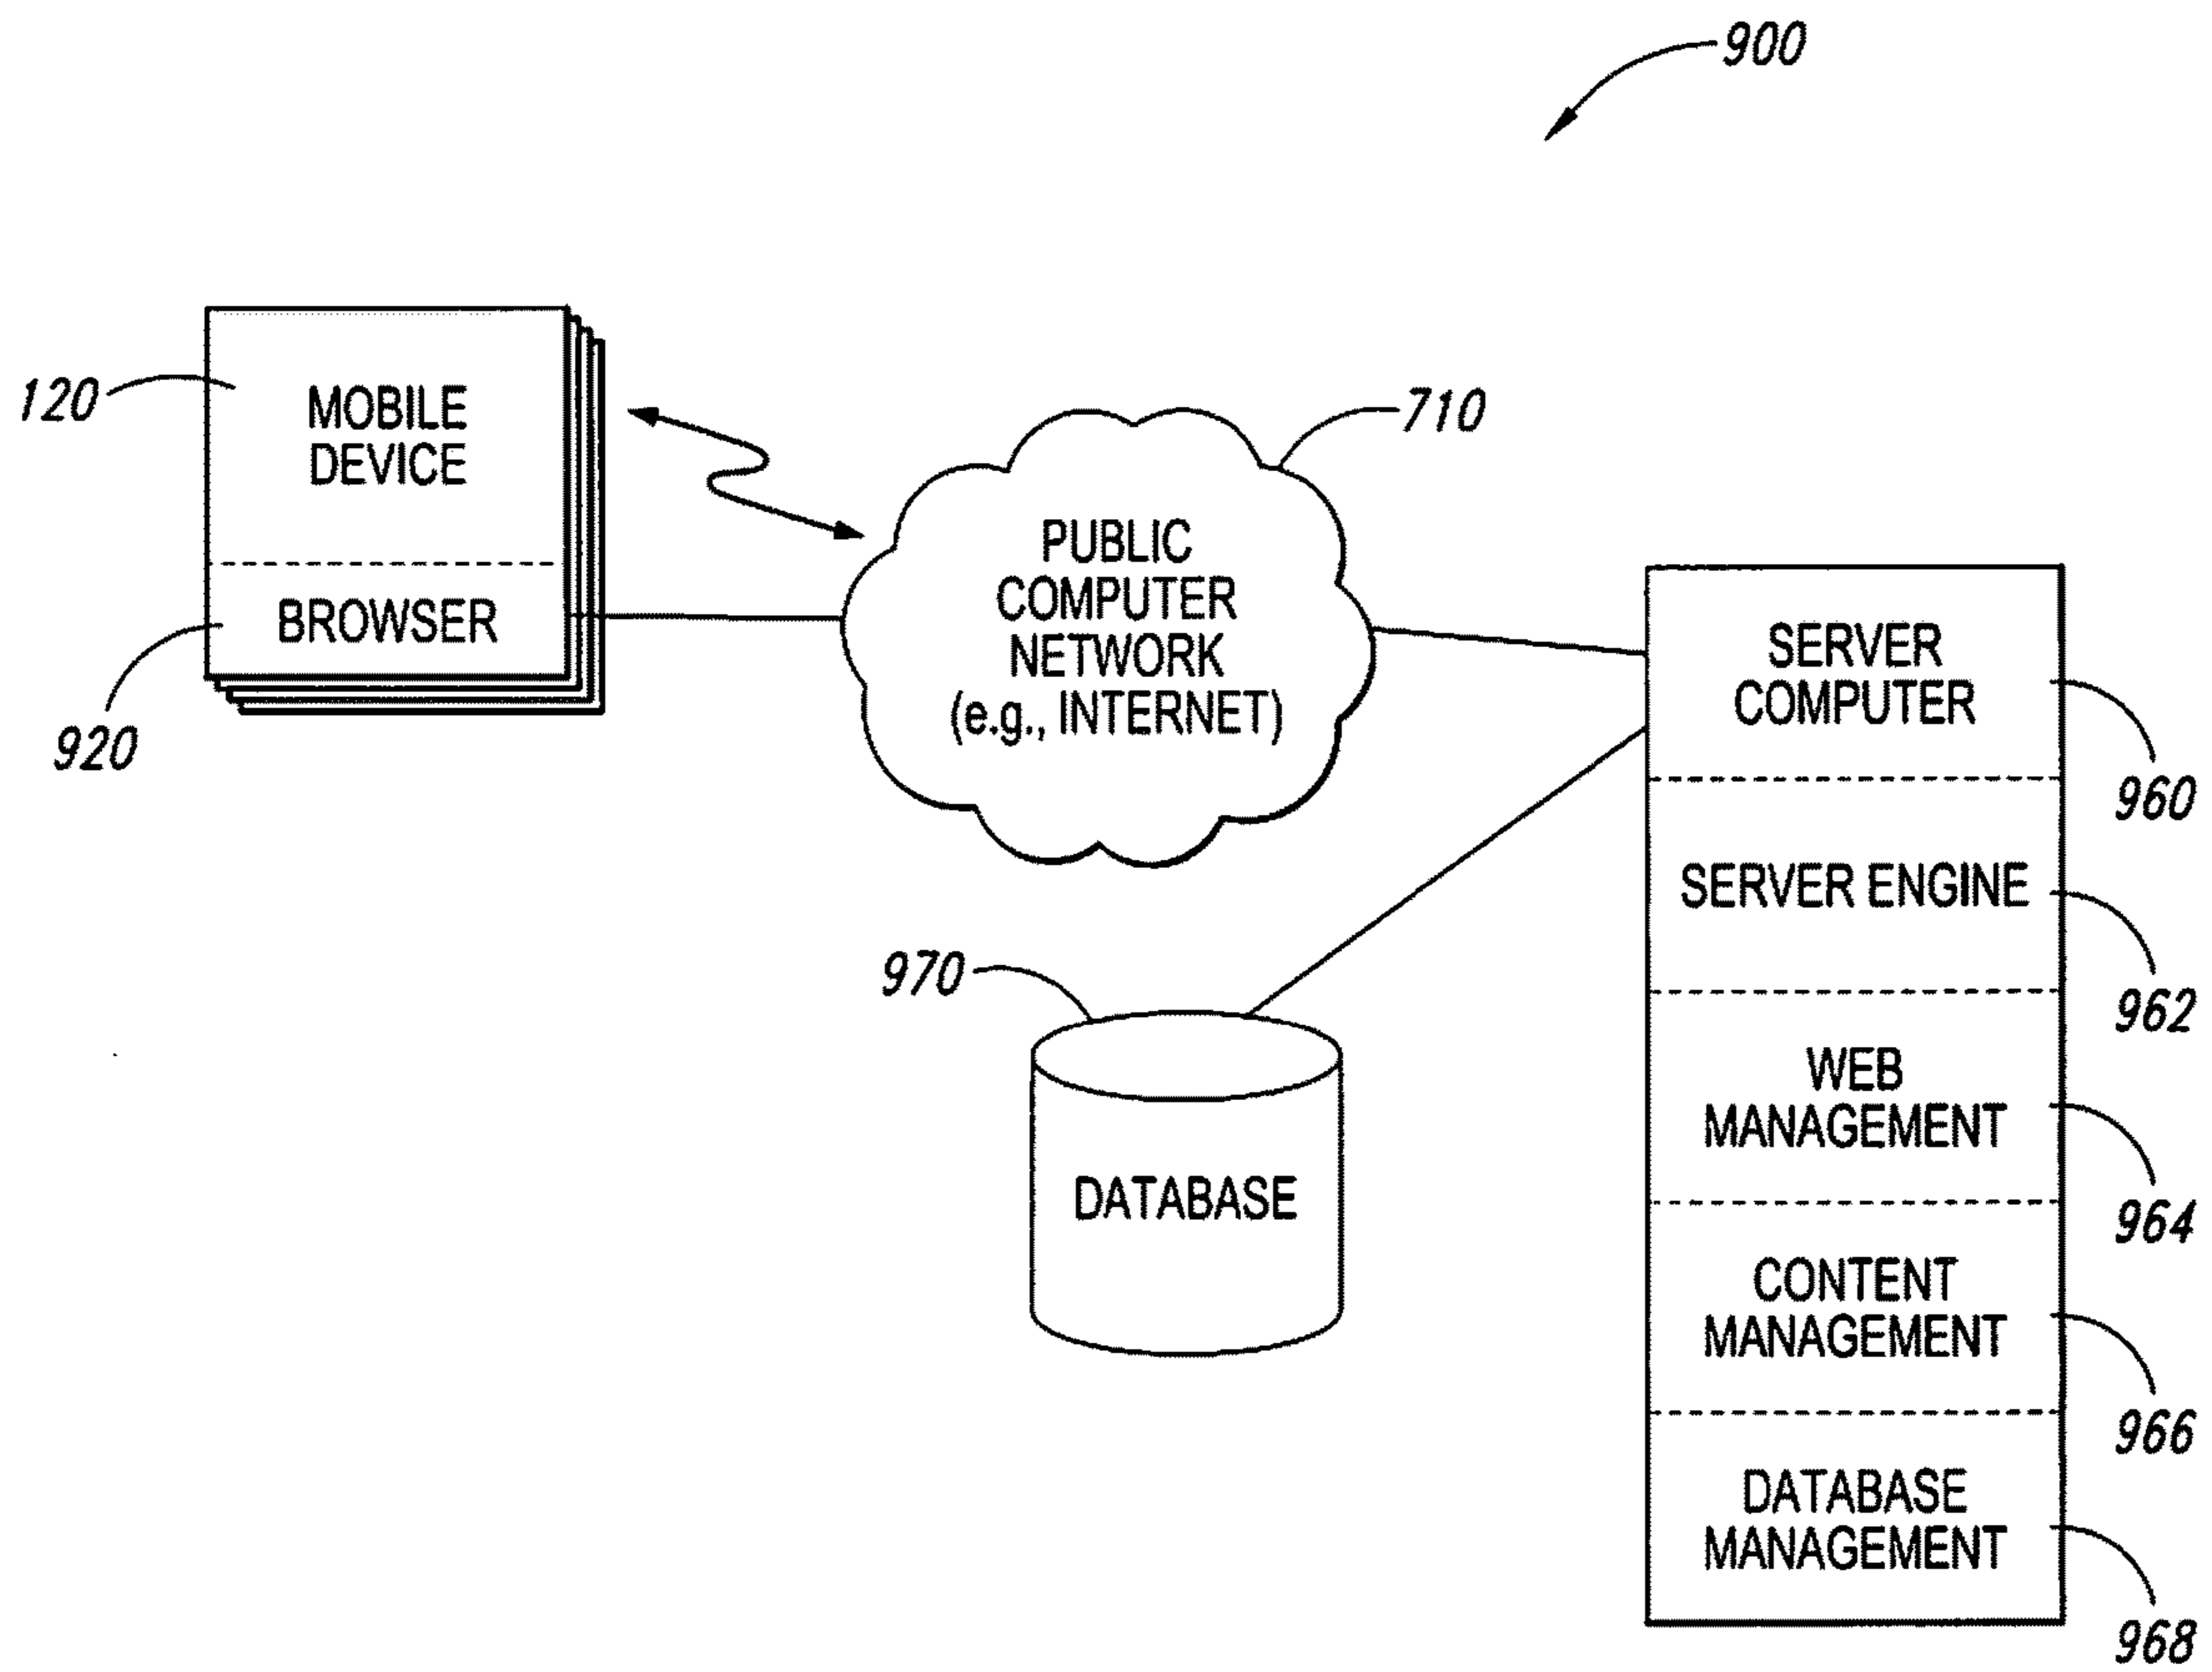 900
120
MOBILE
DEVICE
BROWSER
920
710
PUBLIC
COMPUTER
NETWORK
(e.g., INTERNET)
970
DATABASE
SERVER
COMPUTER
960
SERVER ENGINE
962
WEB
MANAGEMENT
964
CONTENT
MANAGEMENT
966
DATABASE
MANAGEMENT
968